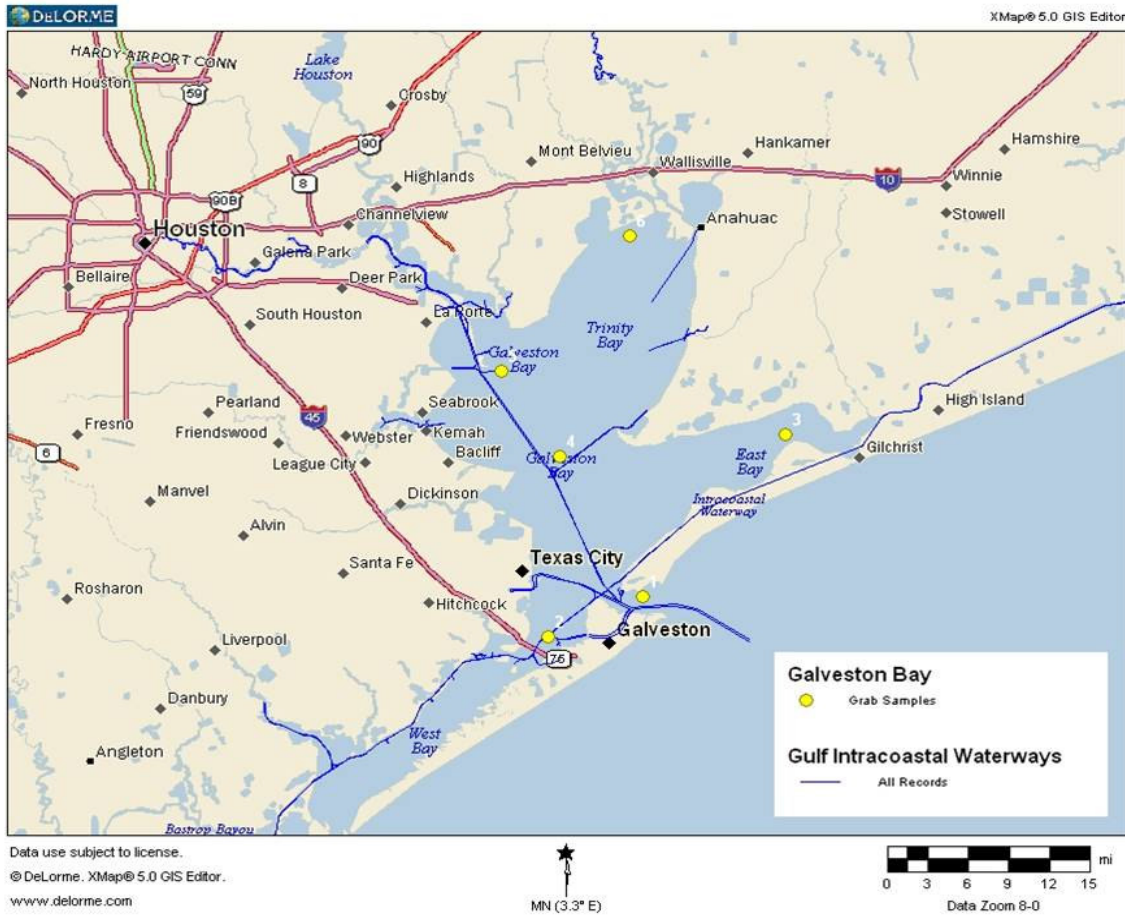 DELORME
XMap® 5.0 GIS Editor
HARDY-AIRPORT CONN
Lake
Houston
North Houston
59
Crosby
90
Mont Belvieu
Hankamer
Hamshire
Wallisville
8
Highlands
10
Winnie
90B
Channelview
Stowell
Anahuac
6
Houston
Galena Park
Bellaire
Deer Park
South Houston
La Porte
Trinity
Bay
5
Galveston
Bay
Pearland
Seabrook
High Island
45
3
Fresno
Friendswood
Webster
Kemah
4
6
League City
Bacliff
Galveston
Bay
East
Bay
Gilchrist
Manvel
Dickinson
Intracoastal
Waterway
Alvin
Santa Fe
Texas City
Rosharon
Hitchcock
1
2
Galveston
Liverpool
75
Danbury
West
Bay
Angleton
Bastrop Bayou
Galveston Bay
Grab Samples
Gulf Intracoastal Waterways
All Records
Data use subject to license.
© DeLorme. XMap® 5.0 GIS Editor.
www.delorme.com
MN (3.3° E)
mi
0 3 6 9 12 15
Data Zoom 8-0